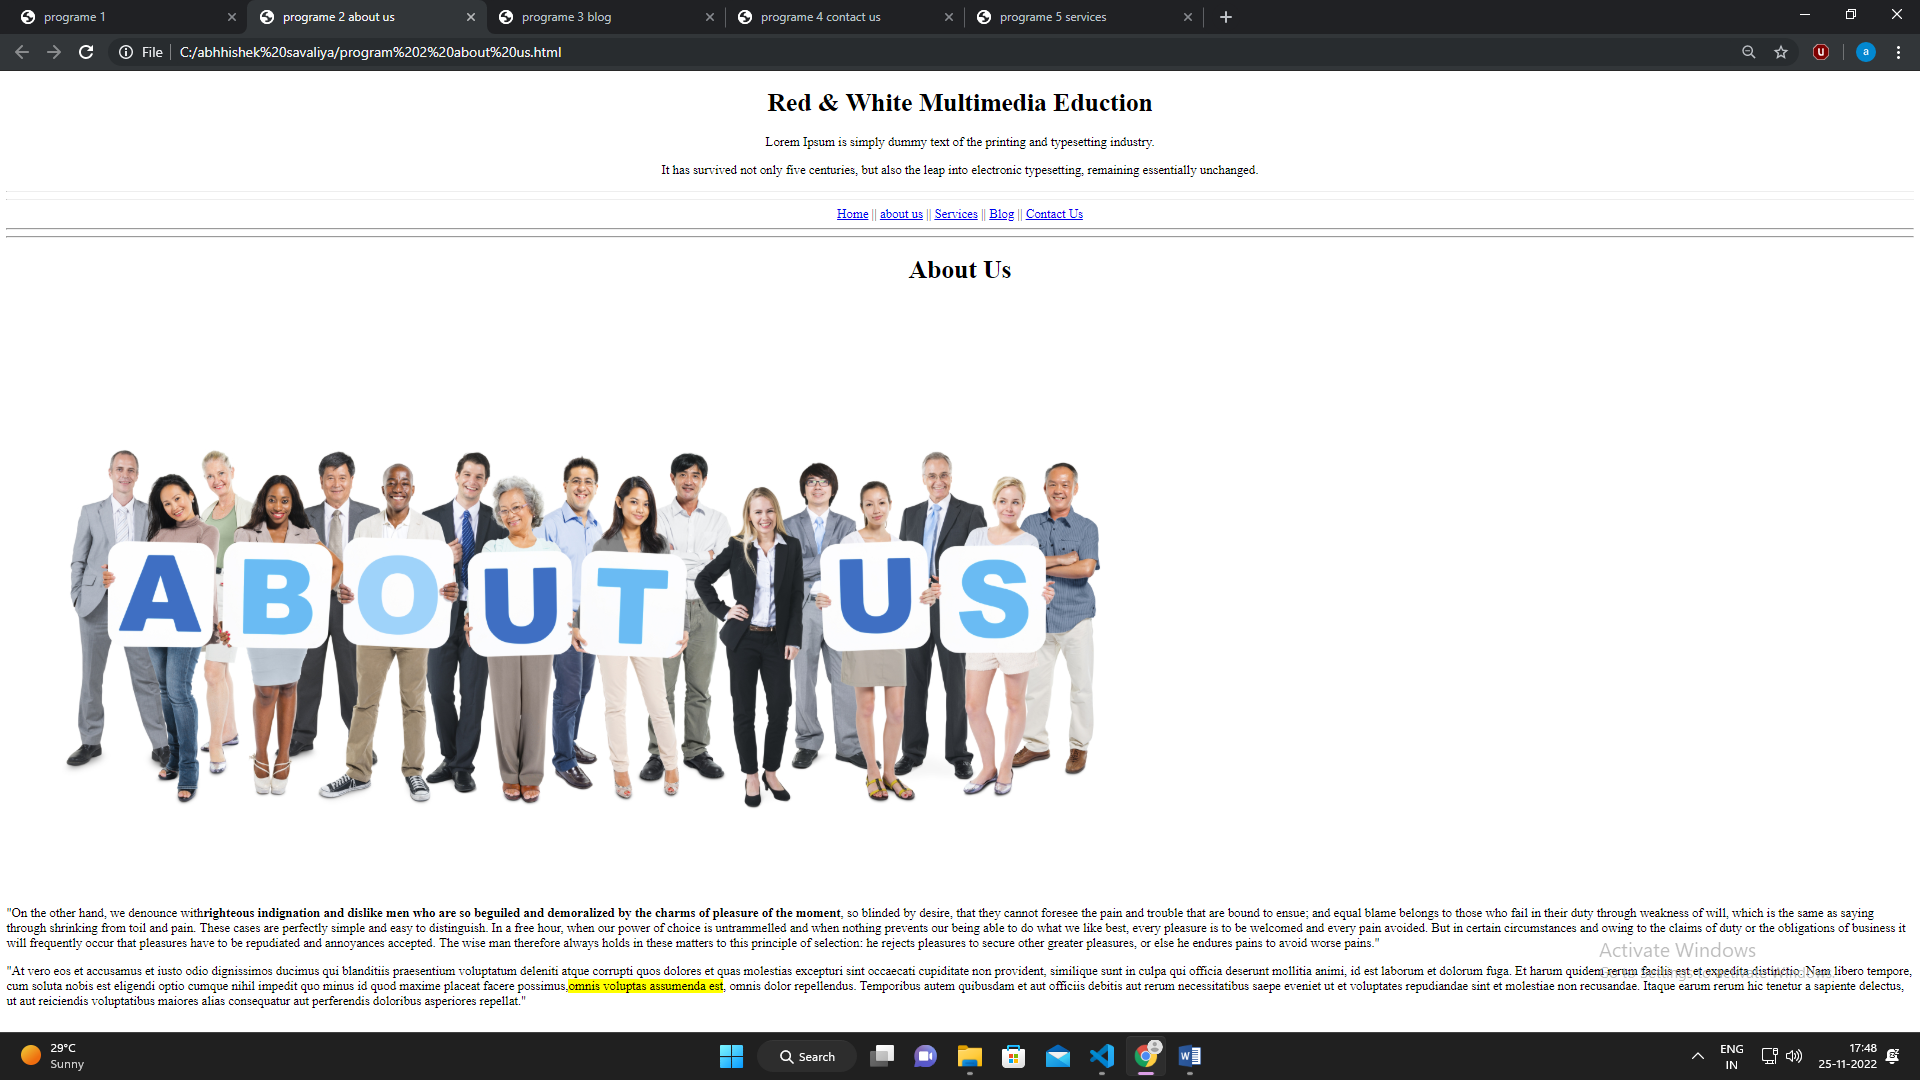 programe 1
programe 2 about us
programe 3 blog
programe 4 contact us
programe 5 services
File
C:/abhhishek%20savaliya/program%202%20about%20us.html
a
Red & White Multimedia Eduction
Lorem Ipsum is simply dummy text of the printing and typesetting industry.
It has survived not only five centuries, but also the leap into electronic typesetting, remaining essentially unchanged.
Home || about us || Services || Blog || Contact Us
About Us
ABOUT US
"On the other hand, we denounce withrighteous indignation and dislike men who are so beguiled and demoralized by the charms of pleasure of the moment, so blinded by desire, that they cannot foresee the pain and trouble that are bound to ensue; and equal blame belongs to those who fail in their duty through weakness of will, which is the same as saying
through shrinking from toil and pain. These cases are perfectly simple and easy to distinguish. In a free hour, when our power of choice is untrammelled and when nothing prevents our being able to do what we like best, every pleasure is to be welcomed and every pain avoided. But in certain circumstances and owing to the claims of duty or the obligations of business it
will frequently occur that pleasures have to be repudiated and annoyances accepted. The wise man therefore always holds in these matters to this principle of selection: he rejects pleasures to secure other greater pleasures, or else he endures pains to avoid worse pains."
Activate Windows
Go to Settings to activate Windows.
"At vero eos et accusamus et iusto odio dignissimos ducimus qui blanditiis praesentium voluptatum deleniti atque corrupti quos dolores et quas molestias excepturi sint occaecati cupiditate non provident, similique sunt in culpa qui officia deserunt mollitia animi, id est laborum et dolorum fuga. Et harum quidem rerum facilis est et expedita distinctio. Nam libero tempore,
cum soluta nobis est eligendi optio cumque nihil impedit quo minus id quod maxime placeat facere possimus,omnis voluptas assumenda est, omnis dolor repellendus. Temporibus autem quibusdam et aut officiis debitis aut rerum necessitatibus saepe eveniet ut et voluptates repudiandae sint et molestiae non recusandae. Itaque earum rerum hic tenetur a sapiente delectus,
ut aut reiciendis voluptatibus maiores alias consequatur aut perferendis doloribus asperiores repellat."
29°C
Sunny
Search
ENG
IN
17:48
25-11-2022